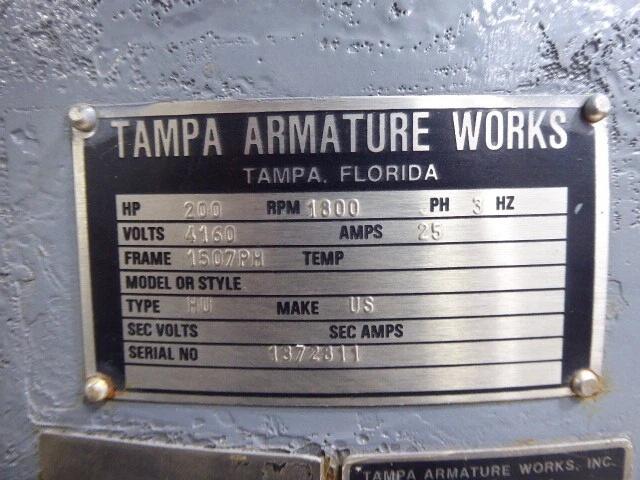 TAMPA ARMATURE WORKS
TAMPA, FLORIDA
HP 200 RPM 1800 PH 3 HZ
VOLTS 4160 AMPS 25
FRAME 1507PH TEMP
MODEL OR STYLE
TYPE HU MAKE US
SEC VOLTS SEC AMPS
SERIAL NO 1372311
TAMPA ARMATURE WORKS, INC.